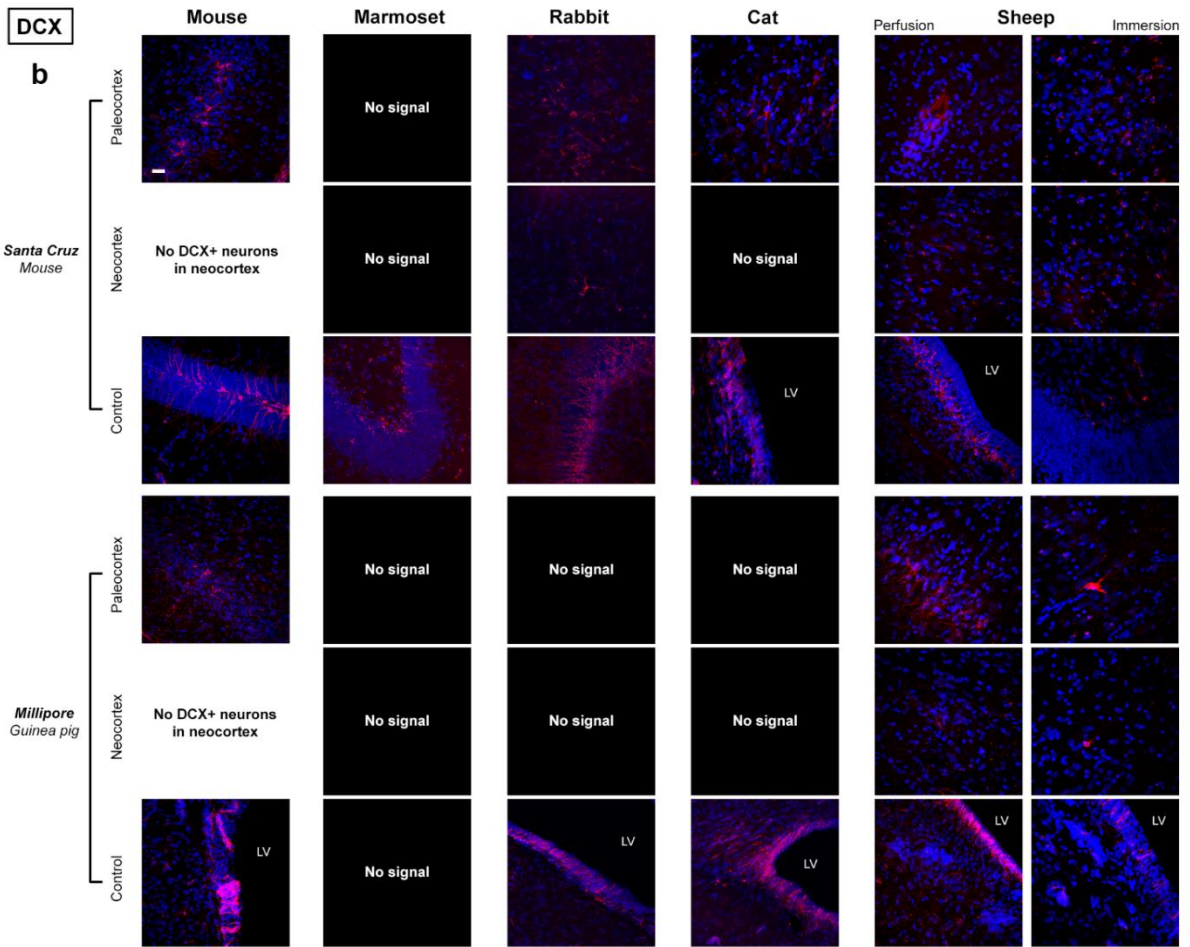 DCX
b
Mouse
Marmoset
Rabbit
Cat
Sheep
Perfusion
Immersion
Santa Cruz
Mouse
Paleocortex
No signal
Neocortex
No DCX+ neurons
in neocortex
No signal
No signal
Control
LV
LV
Millipore
Guinea pig
Paleocortex
No signal
No signal
No signal
Neocortex
No DCX+ neurons
in neocortex
No signal
No signal
No signal
Control
LV
No signal
LV
LV
LV
LV